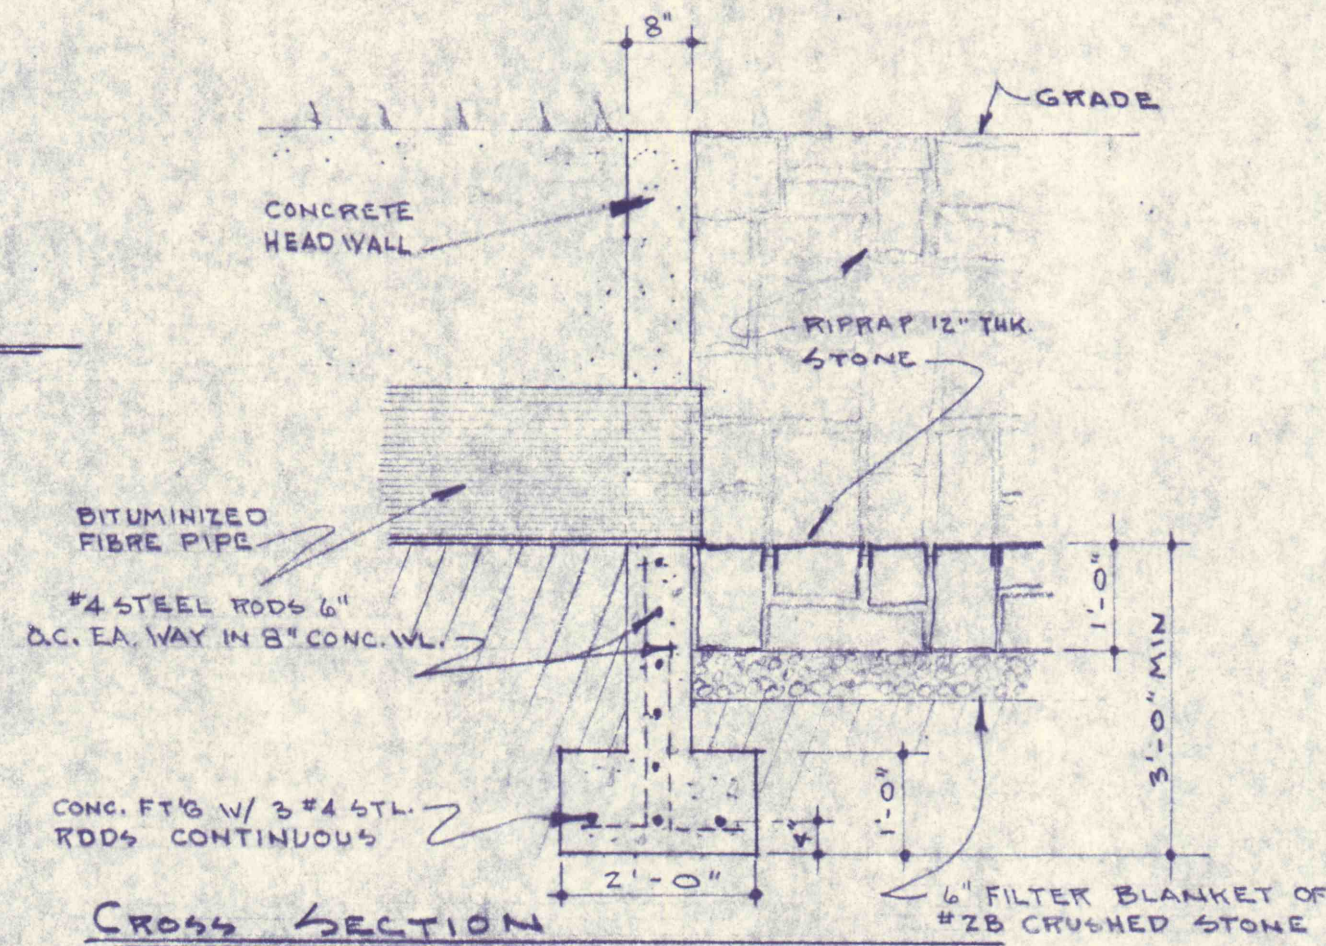 8"
GRADE
CONCRETE
HEADWALL
RIPRAP 12" THK.
STONE
BITUMINIZED
FIBRE PIPE
#4 STEEL RODS 6"
O.C. EA. WAY IN 8" CONC. WL.
1'-0"
3'-0" MIN
CONC. FT'G W/ 3 #4 STL.
RODS CONTINUOUS
4"
1'-0"
2'-0"
6" FILTER BLANKET OF
#2B CRUSHED STONE
CROSS SECTION